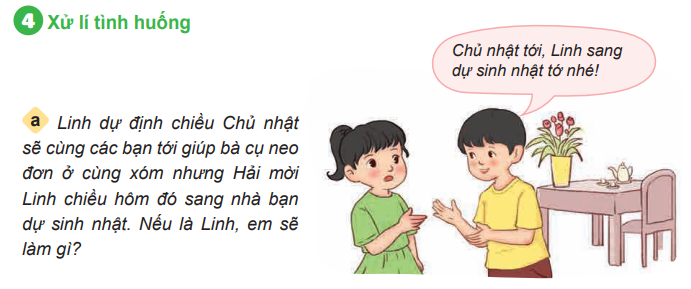 4 Xử lí tình huống
Chủ nhật tới, Linh sang
dự sinh nhật tớ nhé!
a Linh dự định chiều Chủ nhật
sẽ cùng các bạn tới giúp bà cụ neo
đơn ở cùng xóm nhưng Hải mời
Linh chiều hôm đó sang nhà bạn
dự sinh nhật. Nếu là Linh, em sẽ
làm gì?